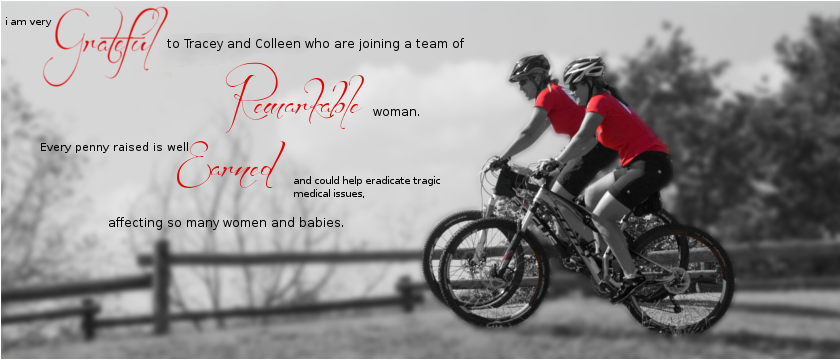 i am very Grateful to Tracey and Colleen who are joining a team of
Remarkable woman.
Every penny raised is well Earned and could help eradicate tragic
medical issues,
affecting so many women and babies.